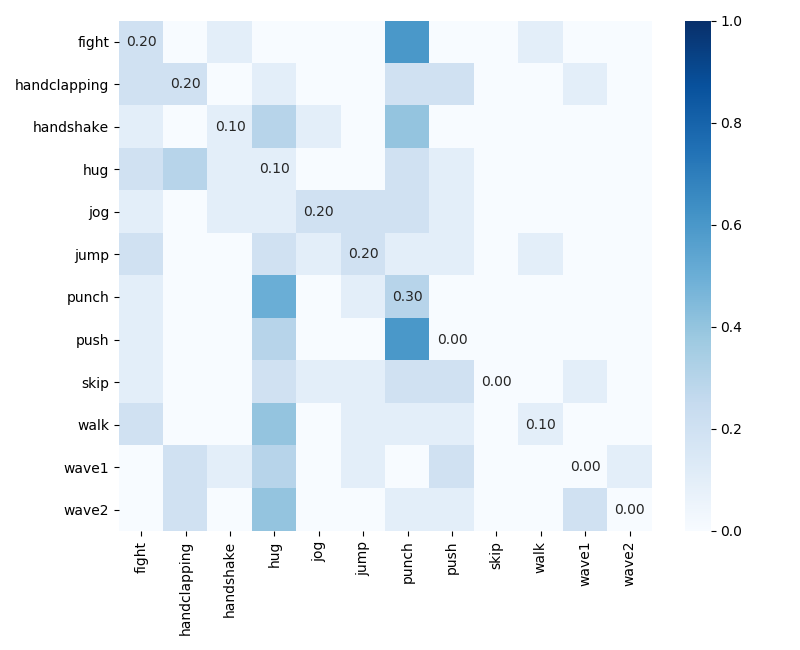 fight 0.20 1.0
handclapping 0.20
handshake 0.10 0.8
hug 0.10
jog 0.20 0.6
jump 0.20
punch 0.30
push 0.00 0.4
skip 0.00
walk 0.10 0.2
wave1 0.00
wave2 0.00 0.0
fight handclapping handshake hug jog jump punch push skip walk wave1 wave2